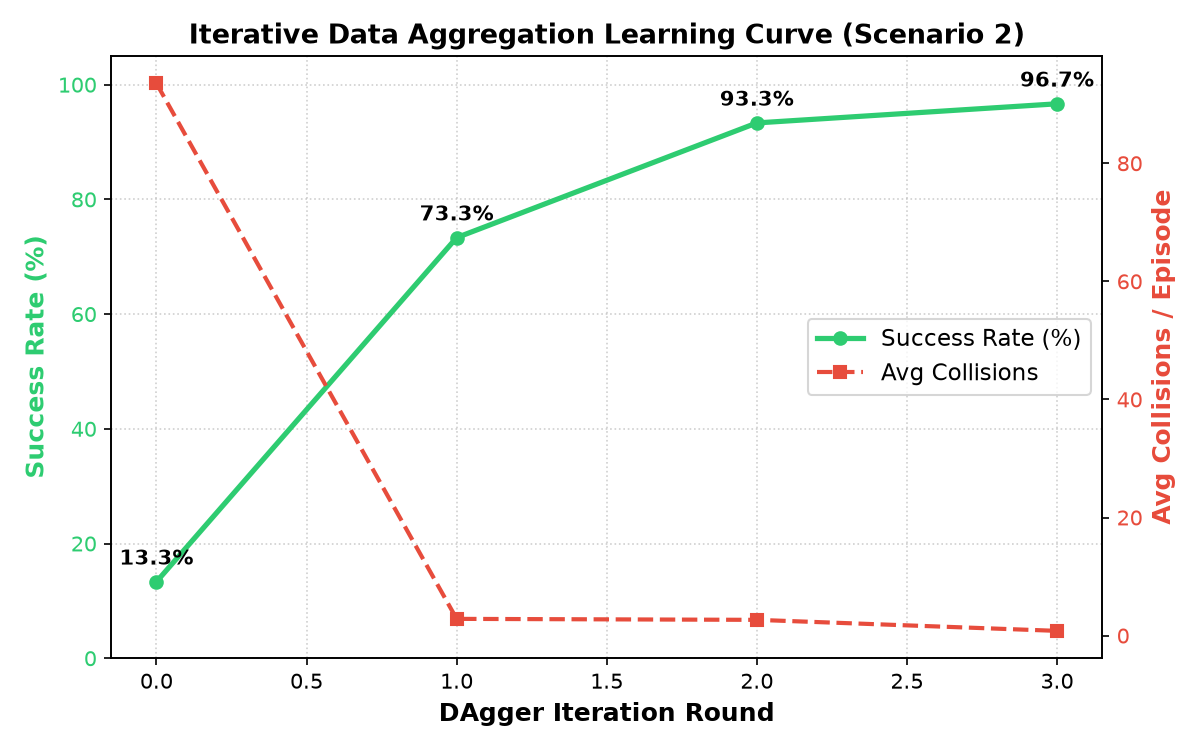 Iterative Data Aggregation Learning Curve (Scenario 2)
Success Rate (%)
100
80
60
40
20
0
13.3%
73.3%
93.3%
96.7%
Success Rate (%)
Avg Collisions
80
60
40
20
0
Avg Collisions / Episode
0.0 0.5 1.0 1.5 2.0 2.5 3.0
DAgger Iteration Round